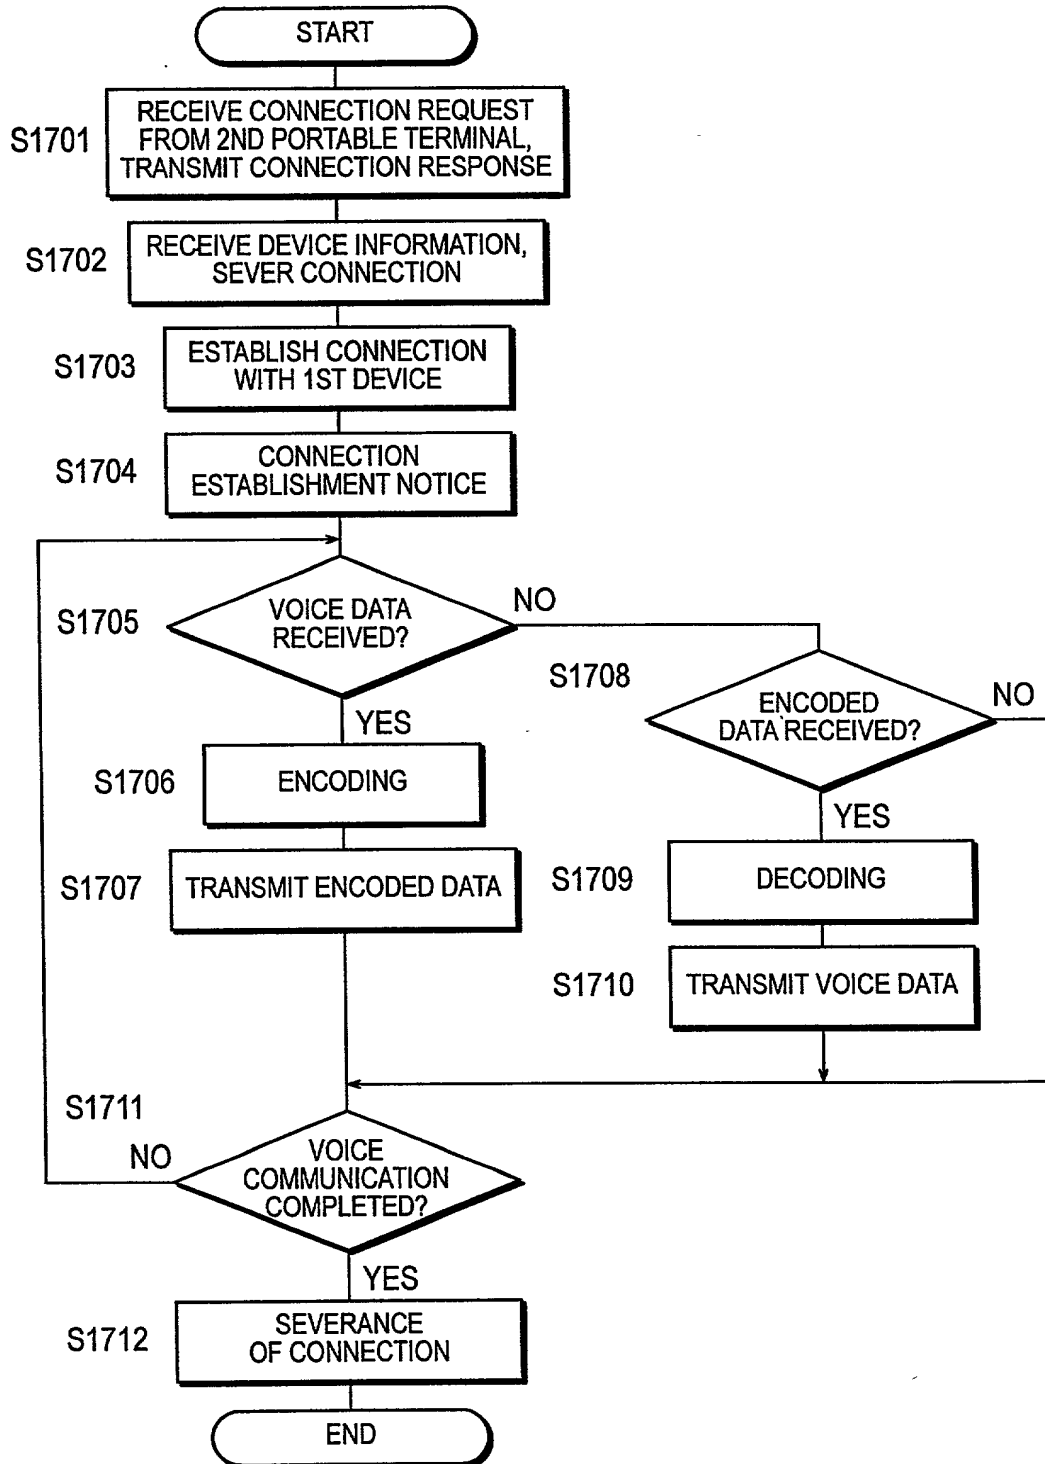 START
S1701
RECEIVE CONNECTION REQUEST
FROM 2ND PORTABLE TERMINAL,
TRANSMIT CONNECTION RESPONSE
S1702
RECEIVE DEVICE INFORMATION,
SEVER CONNECTION
S1703
ESTABLISH CONNECTION
WITH 1ST DEVICE
S1704
CONNECTION
ESTABLISHMENT NOTICE
S1705
VOICE DATA
RECEIVED?
NO
YES
S1706
ENCODING
S1707
TRANSMIT ENCODED DATA
S1708
ENCODED
DATA RECEIVED?
NO
YES
S1709
DECODING
S1710
TRANSMIT VOICE DATA
S1711
NO
VOICE
COMMUNICATION
COMPLETED?
YES
S1712
SEVERANCE
OF CONNECTION
END